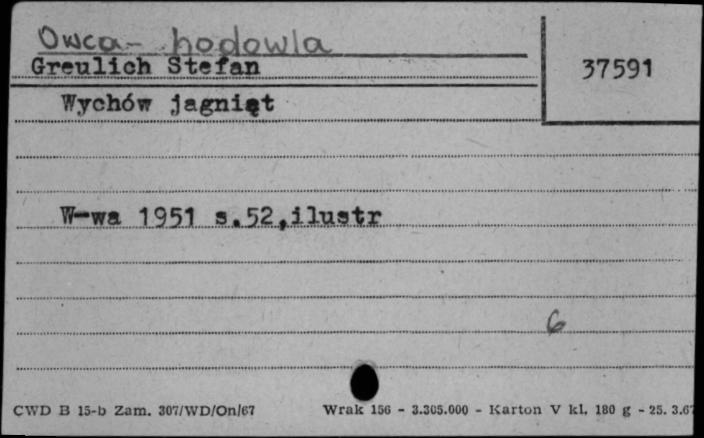 Owca - hodowla
Greulich Stefan
37591
Wychów jagniąt
W-wa 1951 s.52,ilustr
6
CWD B 15-b Zam. 307/WD/On/67 Wrak 156 - 3.305.000 - Karton V kl. 180 g - 25. 3.67